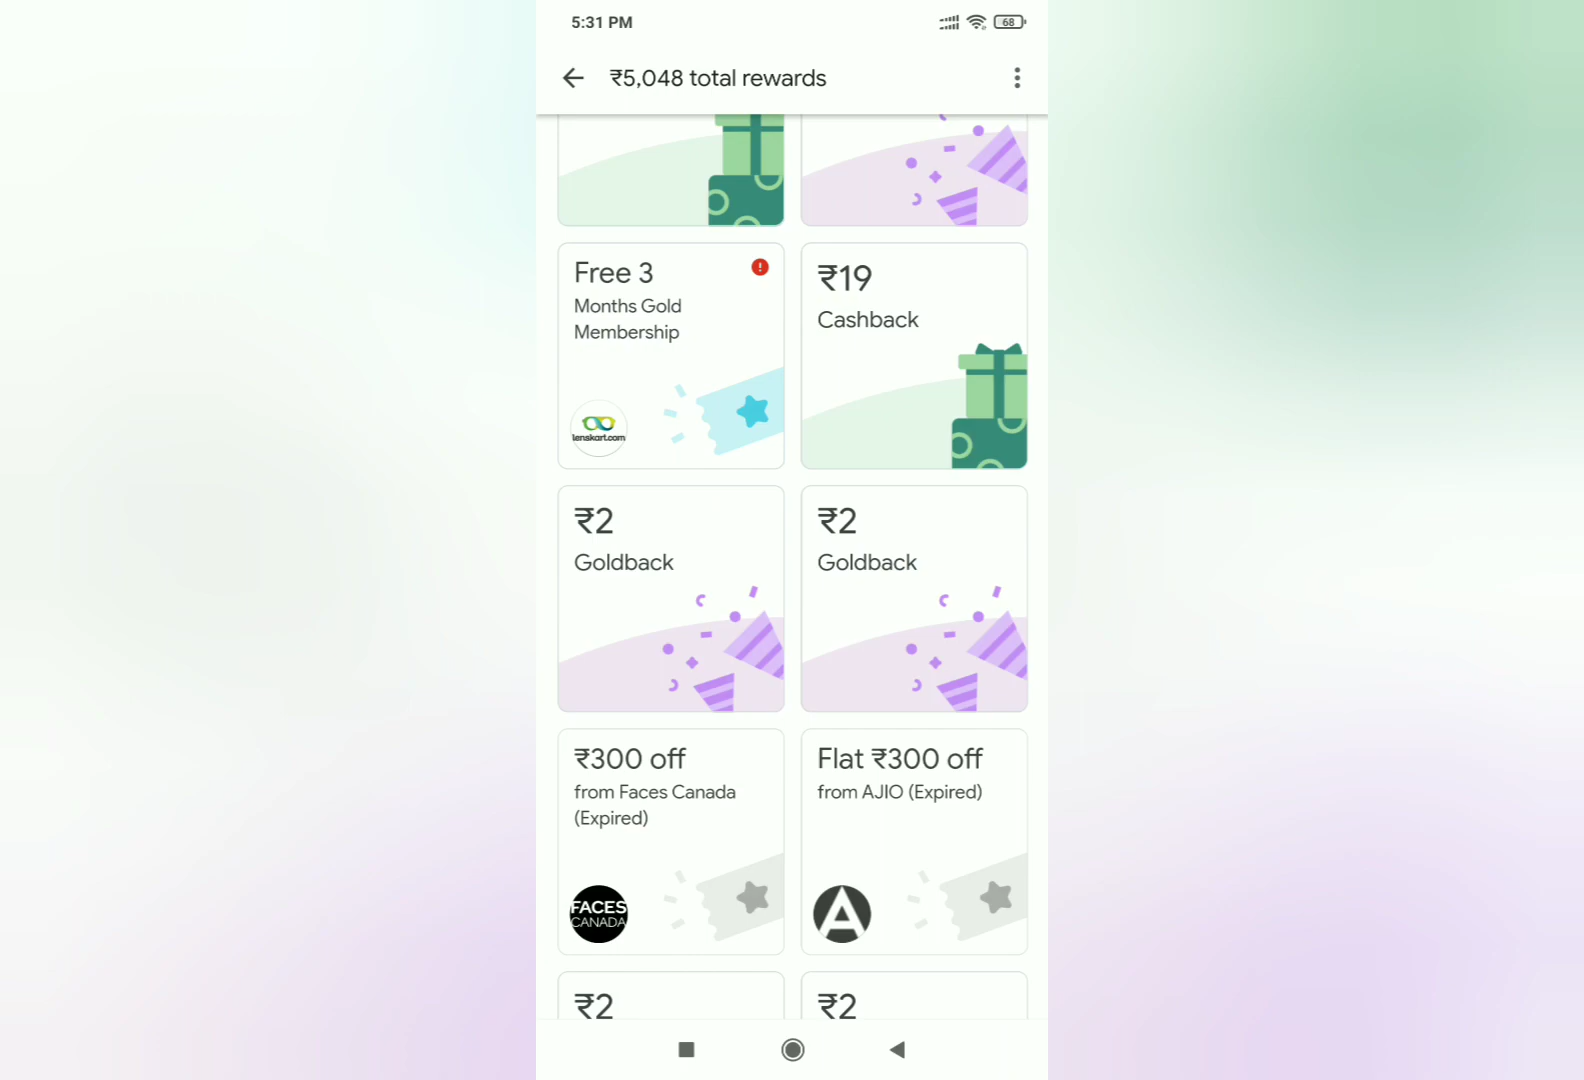 5:31 PM
68
₹5,048 total rewards
Free 3
Months Gold
Membership
lenskart.com
₹19
Cashback
₹2
Goldback
₹2
Goldback
₹300 off
from Faces Canada
(Expired)
FACES
CANADA
Flat ₹300 off
from AJIO (Expired)
₹2
₹2